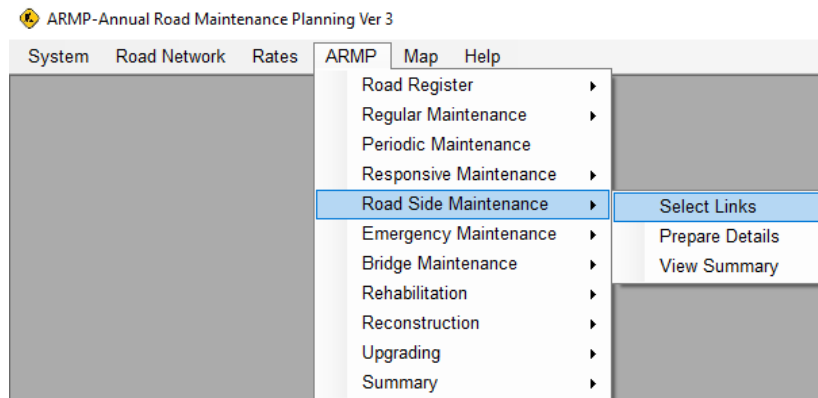 ARMP-Annual Road Maintenance Planning Ver 3
System Road Network Rates ARMP Map Help
Road Register
Regular Maintenance
Periodic Maintenance
Responsive Maintenance
Road Side Maintenance
Select Links
Emergency Maintenance
Prepare Details
Bridge Maintenance
View Summary
Rehabilitation
Reconstruction
Upgrading
Summary